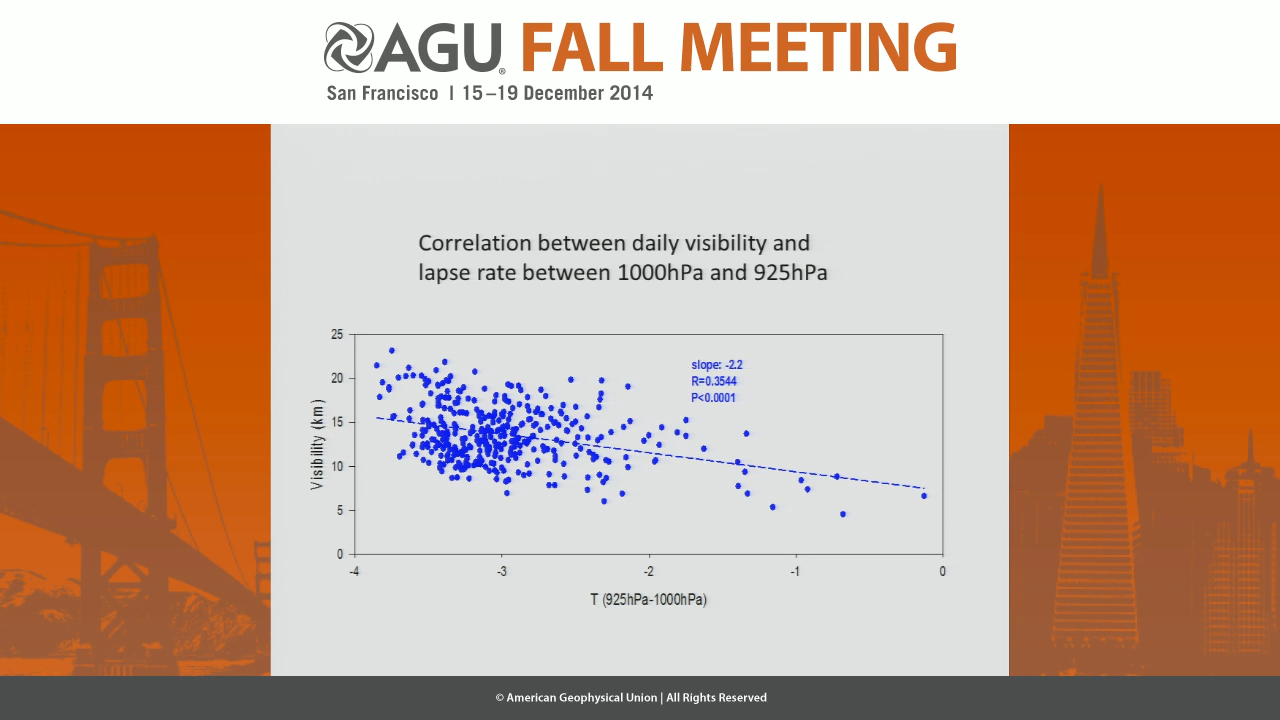 AGU® FALL MEETING
San Francisco | 15–19 December 2014
Correlation between daily visibility and
lapse rate between 1000hPa and 925hPa
25
20
15
10
5
0
Visibility (km)
slope: -2.2
R=0.3544
P<0.0001
-4
-3
-2
-1
0
T (925hPa-1000hPa)
© American Geophysical Union | All Rights Reserved